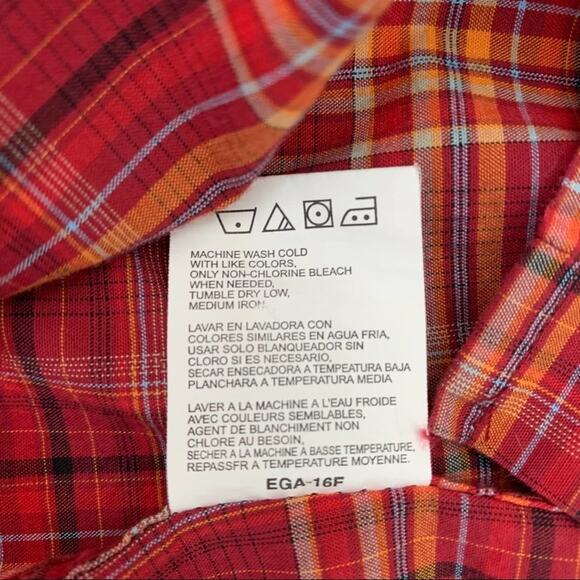 MACHINE WASH COLD
WITH LIKE COLORS,
ONLY NON-CHLORINE BLEACH
WHEN NEEDED,
TUMBLE DRY LOW,
MEDIUM IRON.
LAVAR EN LAVADORA CON
COLORES SIMILARES EN AGUA FRIA,
USAR SOLO BLANQUEADOR SIN
CLORO SI ES NECESARIO,
SECAR ENSECADORA A TEMPEATURA BAJA
PLANCHARA A TEMPERATURA MEDIA
LAVER A LA MACHINE A L'EAU FROIDE
AVEC COULEURS SEMBLABLES,
AGENT DE BLANCHIMENT NON
CHLORE AU BESOIN,
SECHER A LA MACHINE A BASSE TEMPERATURE,
REPASSFR A TEMPERATURE MOYENNE.
EGA-16F